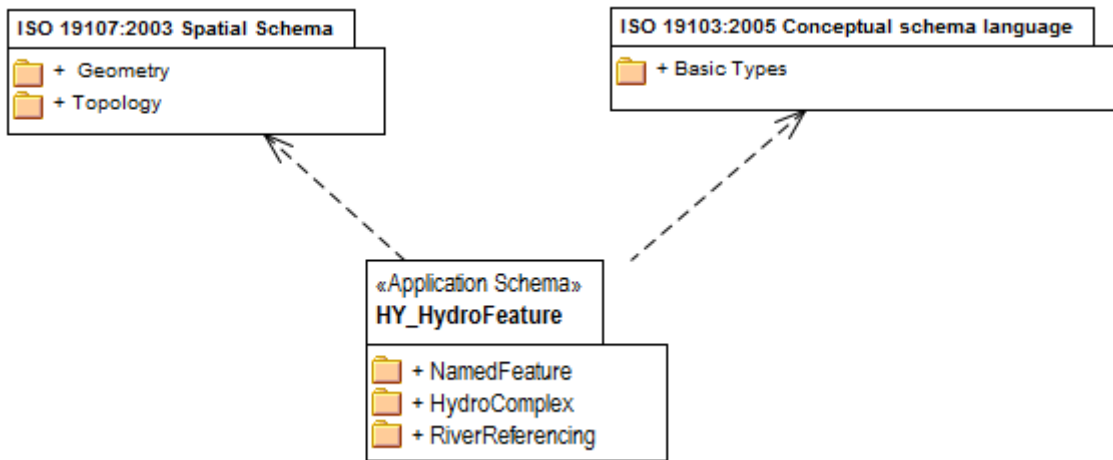 ISO 19107:2003 Spatial Schema
+ Geometry
+ Topology
ISO 19103:2005 Conceptual schema language
+ Basic Types
«Application Schema»
HY_HydroFeature
+ NamedFeature
+ HydroComplex
+ RiverReferencing